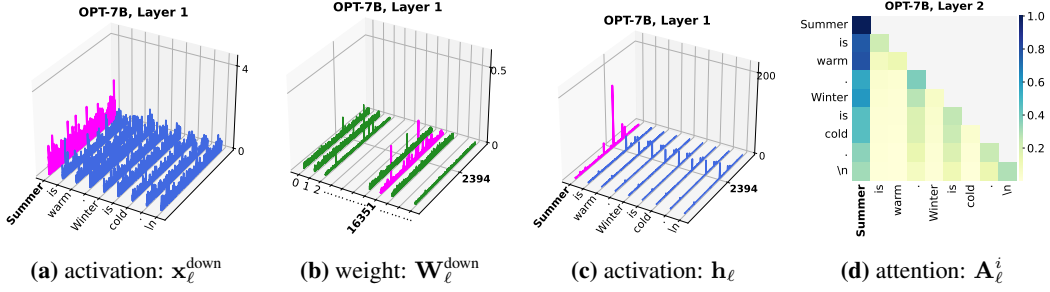 OPT-7B, Layer 1
4
0
Summer
is
warm
.
Winter
is
cold
.
\n
(a) activation: x_ℓ^down
OPT-7B, Layer 1
0.5
0
0
1
2
16351
2394
(b) weight: W_ℓ^down
OPT-7B, Layer 1
200
0
Summer
is
warm
.
Winter
is
cold
.
\n
2394
(c) activation: h_ℓ
OPT-7B, Layer 2
Summer
is
warm
.
Winter
is
cold
.
\n
Summer
is
warm
.
Winter
is
cold
.
\n
1.0
0.8
0.6
0.4
0.2
(d) attention: A_ℓ^i